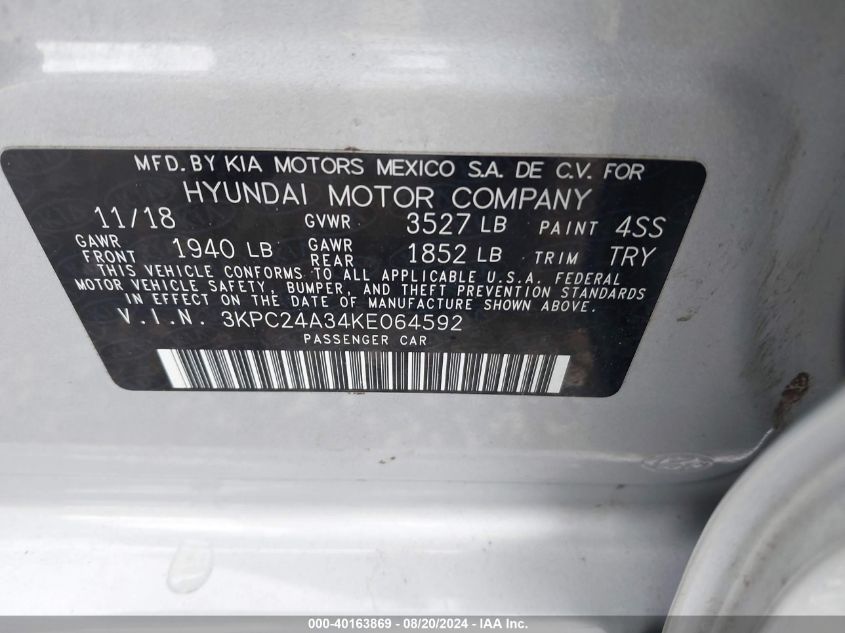 MFD. BY KIA MOTORS MEXICO S.A. DE C.V. FOR
HYUNDAI MOTOR COMPANY
11/18 GVWR 3527 LB PAINT 4SS
GAWR FRONT 1940 LB GAWR REAR 1852 LB TRIM TRY
THIS VEHICLE CONFORMS TO ALL APPLICABLE U.S.A. FEDERAL
MOTOR VEHICLE SAFETY, BUMPER, AND THEFT PREVENTION STANDARDS
IN EFFECT ON THE DATE OF MANUFACTURE SHOWN ABOVE.
V.I.N. 3KPC24A34KE064592
PASSENGER CAR
000-40163869 - 08/20/2024 - IAA Inc.